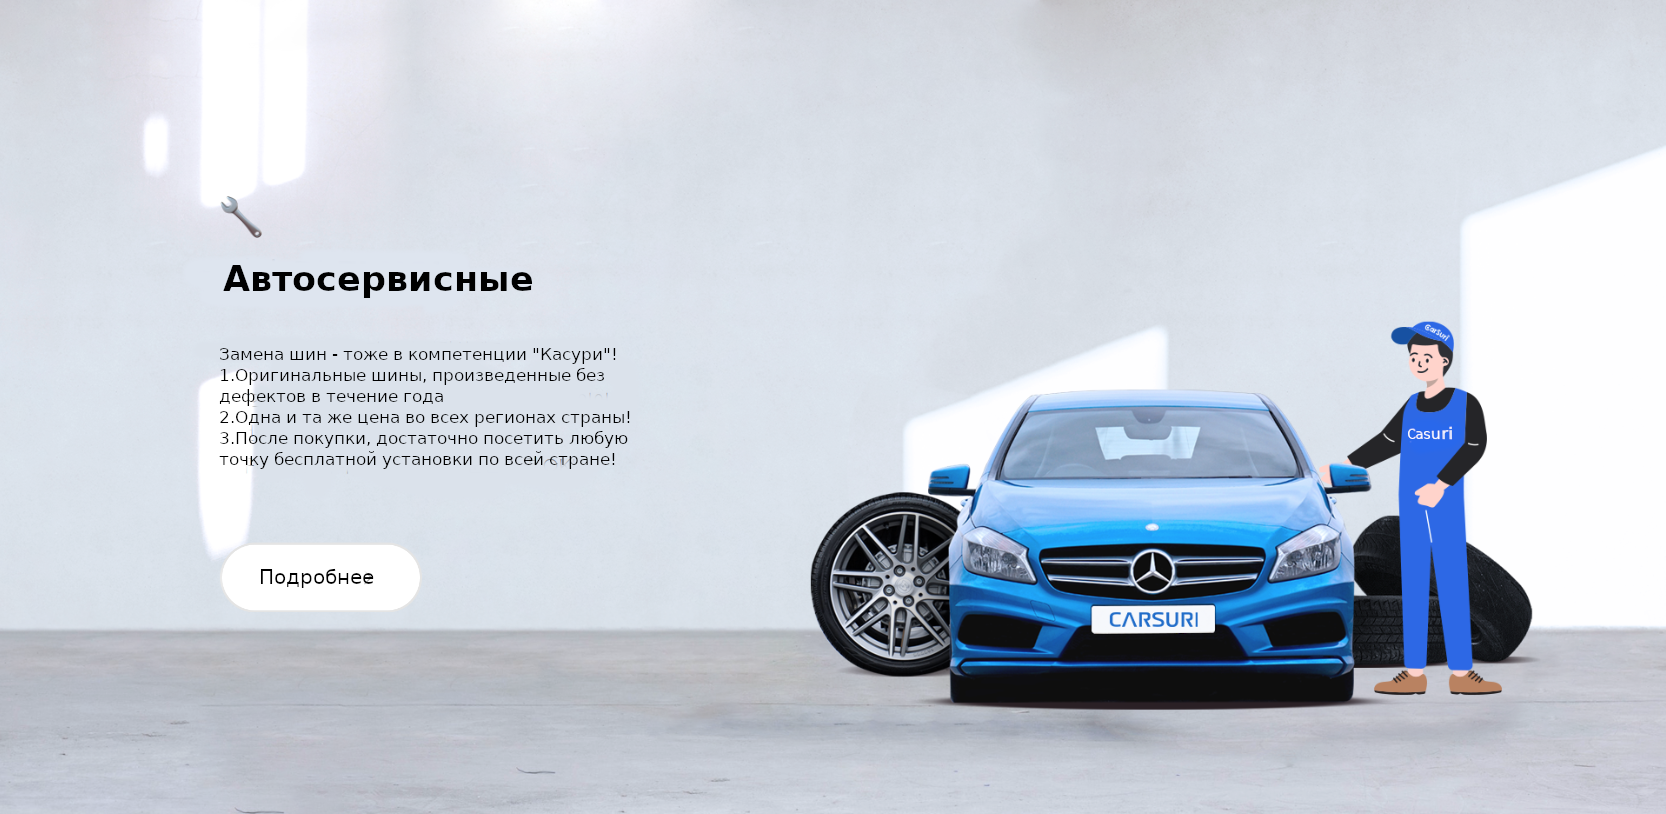 Автосервисные
Замена шин - тоже в компетенции "Касури"!
1.Оригинальные шины, произведенные без
дефектов в течение года
2.Одна и та же цена во всех регионах страны!
3.После покупки, достаточно посетить любую
точку бесплатной установки по всей стране!
Подробнее
CarSuri
Casuri
CARSURI